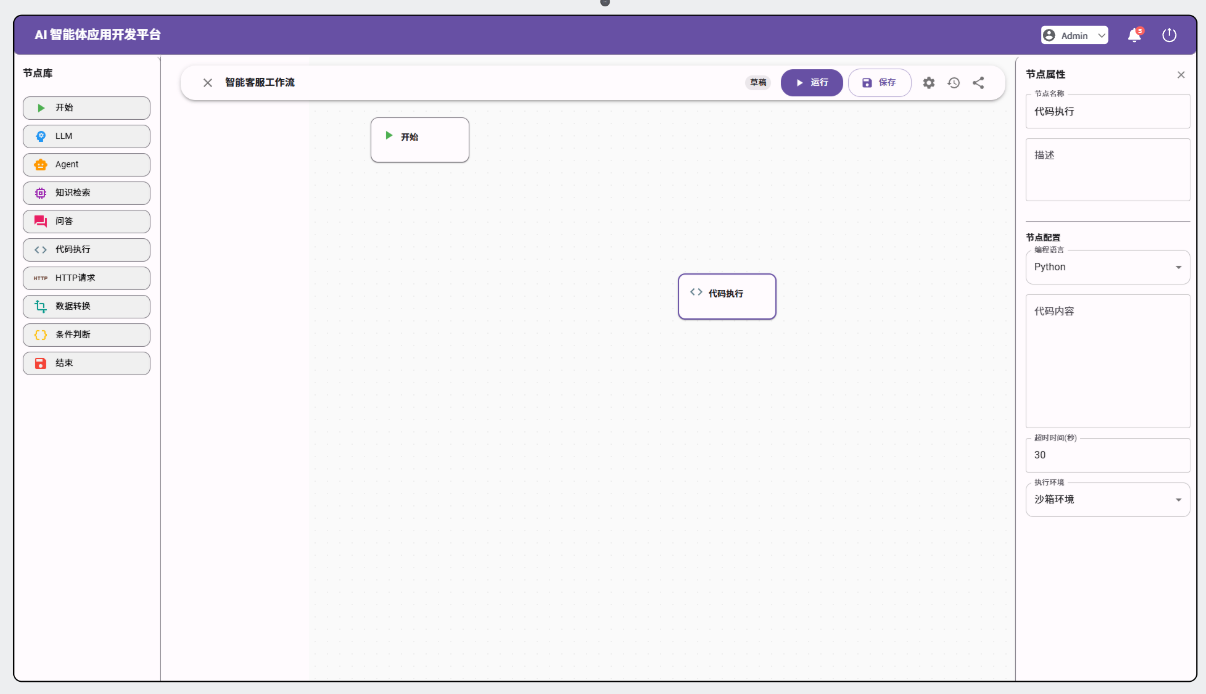 AI 智能体应用开发平台
Admin
5
节点库
开始
LLM
Agent
知识检索
问答
代码执行
HTTP
HTTP请求
数据转换
条件判断
结束
智能客服工作流
草稿
运行
保存
开始
代码执行
节点属性
节点名称
代码执行
描述
节点配置
编程语言
Python
代码内容
超时时间(秒)
30
执行环境
沙箱环境